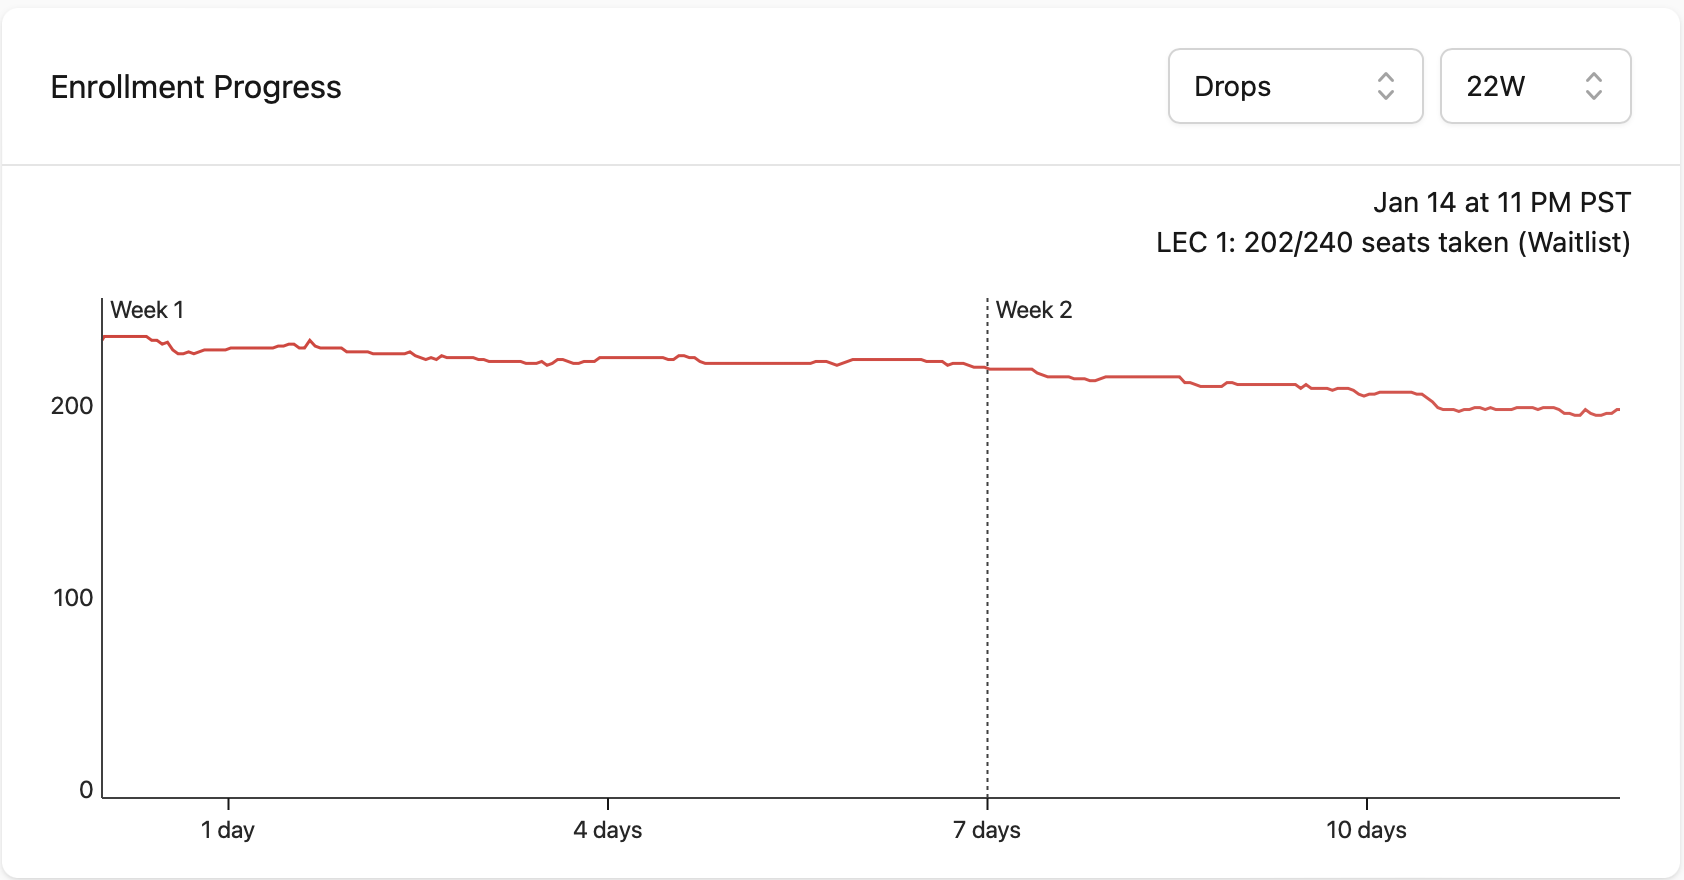 Enrollment Progress
Drops
22W
Jan 14 at 11 PM PST
LEC 1: 202/240 seats taken (Waitlist)
Week 1
Week 2
200
100
0
1 day
4 days
7 days
10 days